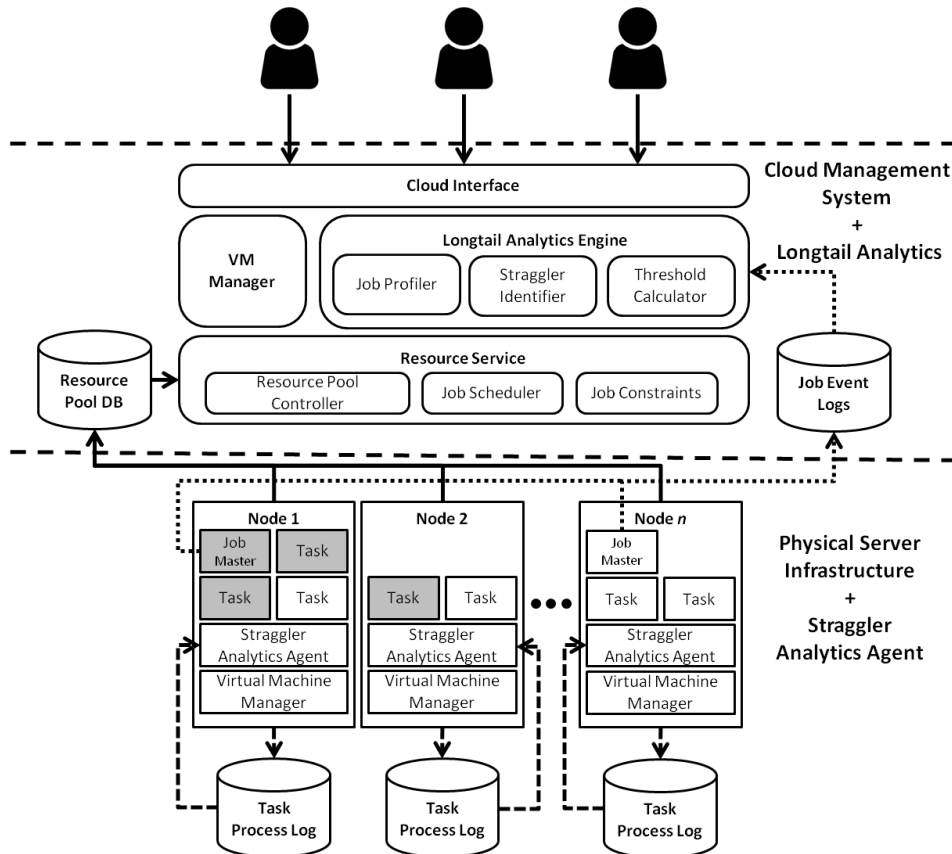 Cloud Interface
Cloud Management
System
+
Longtail Analytics
VM
Manager
Longtail Analytics Engine
Job Profiler
Straggler
Identifier
Threshold
Calculator
Resource
Pool DB
Resource Service
Resource Pool
Controller
Job Scheduler
Job Constraints
Job Event
Logs
Node 1
Job
Master
Task
Task
Task
Straggler
Analytics Agent
Virtual Machine
Manager
Node 2
Task
Task
Straggler
Analytics Agent
Virtual Machine
Manager
Node n
Job
Master
Task
Task
Straggler
Analytics Agent
Virtual Machine
Manager
Physical Server
Infrastructure
+
Straggler
Analytics Agent
Task
Process Log
Task
Process Log
Task
Process Log